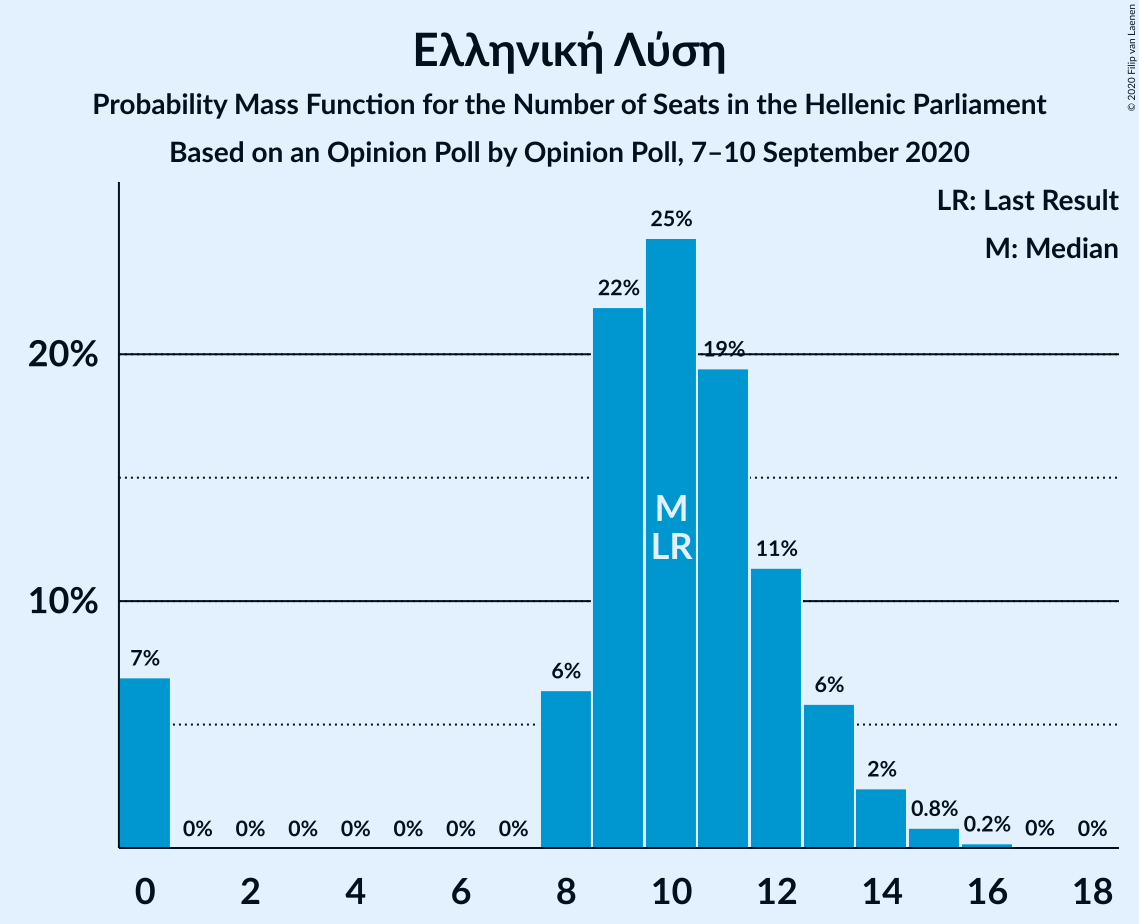 Ελληνική Λύση
Probability Mass Function for the Number of Seats in the Hellenic Parliament
Based on an Opinion Poll by Opinion Poll, 7–10 September 2020
© 2020 Filip van Laenen
LR: Last Result
M: Median
20%
10%
7%
0%
0%
0%
0%
0%
0%
0%
6%
22%
25%
19%
11%
6%
2%
0.8%
0.2%
0%
0%
M
LR
0 2 4 6 8 10 12 14 16 18